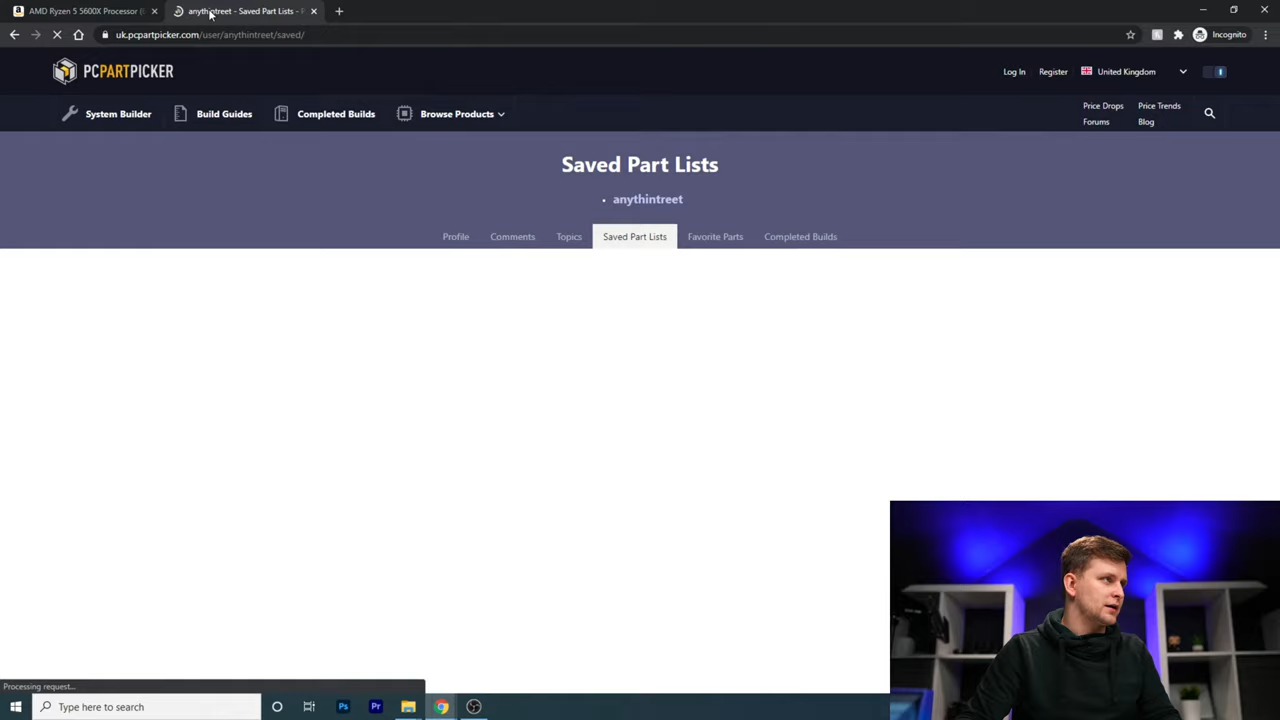 AMD Ryzen 5 5600X Processor (
anythintreet - Saved Part Lists - P
uk.pcpartpicker.com/user/anythintreet/saved/
Incognito
PCPARTPICKER
Log In
Register
United Kingdom
System Builder
Build Guides
Completed Builds
Browse Products
Price Drops
Price Trends
Forums
Blog
Saved Part Lists
• anythintreet
Profile
Comments
Topics
Saved Part Lists
Favorite Parts
Completed Builds
Processing request...
Type here to search
Ps
Pr